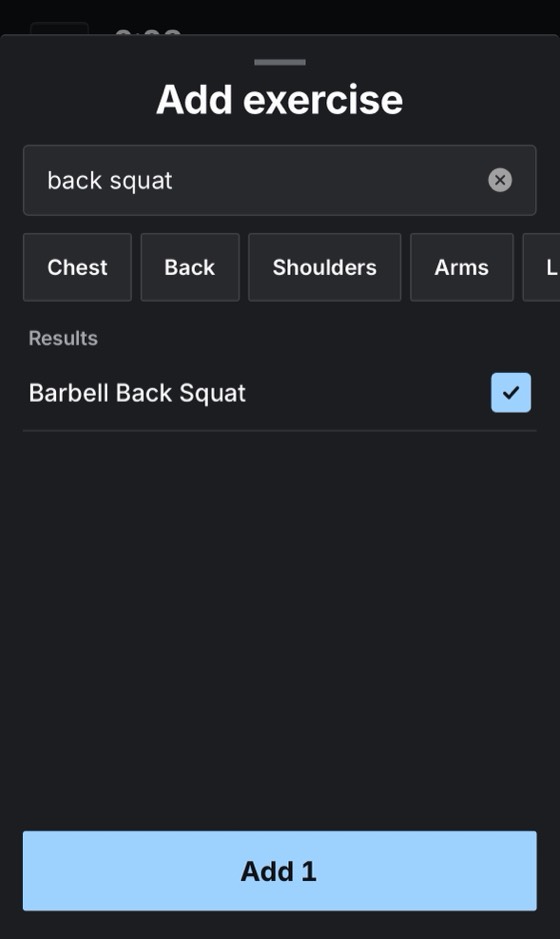 Add exercise
back squat
Chest Back Shoulders Arms L
Results
Barbell Back Squat
Add 1